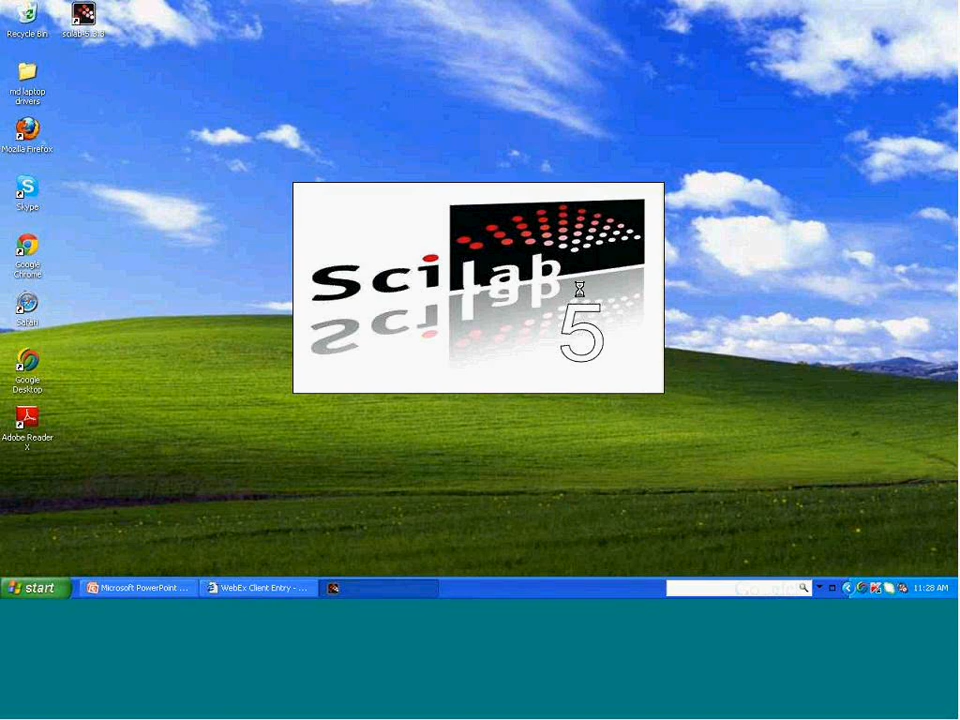 Recycle Bin
scilab-5.3.3
md laptop
drivers
Mozilla Firefox
Skype
Google
Chrome
Safari
Google
Desktop
Adobe Reader
X
Scilab
5
start
Microsoft PowerPoint ...
WebEx Client Entry - ...
Google
11:28 AM